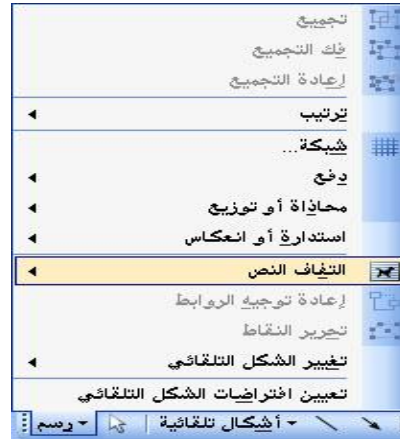 تجميع
فك التجميع
إعادة التجميع
ترتيب
شبكة...
دفع
محاذاة أو توزيع
استدارة أو انعكاس
التفاف النص
إعادة توجيه الروابط
تحرير النقاط
تغيير الشكل التلقائي
تعيين افتراضيات الشكل التلقائي
رسم أشكال تلقائية